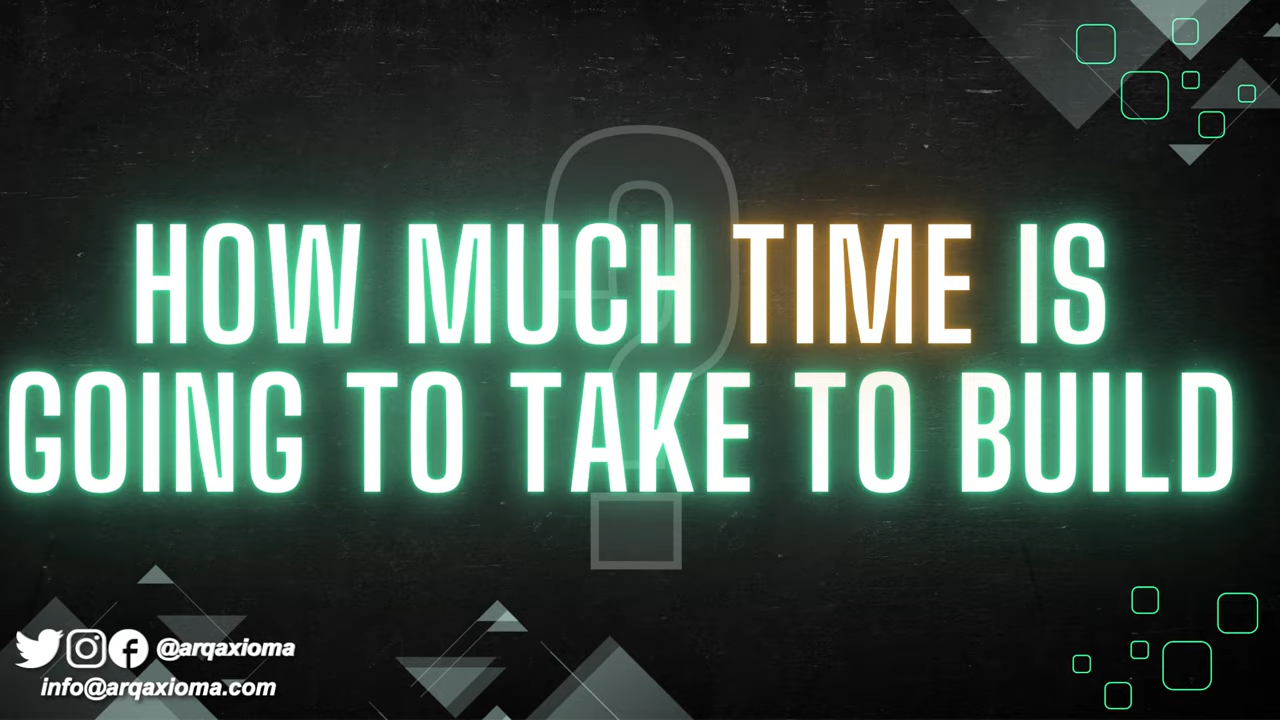 HOW MUCH TIME IS
GOING TO TAKE TO BUILD
?
@arqaxioma
info@arqaxioma.com